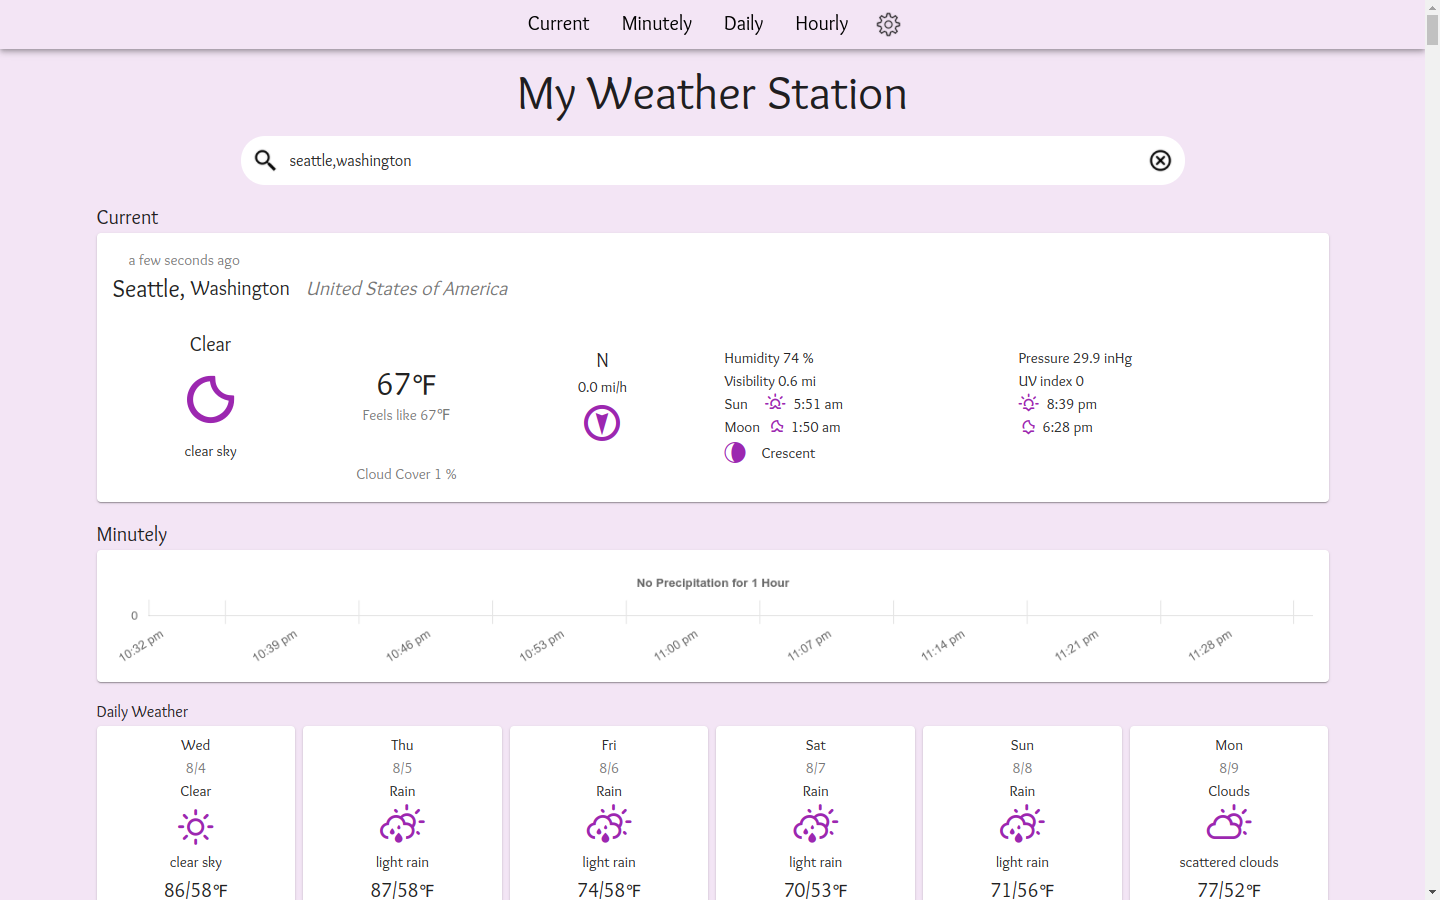 Current Minutely Daily Hourly
My Weather Station
seattle,washington
Current
a few seconds ago
Seattle, Washington United States of America
Clear
clear sky
67°F
Feels like 67°F
Cloud Cover 1 %
N
0.0 mi/h
Humidity 74 %
Visibility 0.6 mi
Sun 5:51 am
Moon 1:50 am
Crescent
Pressure 29.9 inHg
UV index 0
8:39 pm
6:28 pm
Minutely
No Precipitation for 1 Hour
0
10:32 pm 10:39 pm 10:46 pm 10:53 pm 11:00 pm 11:07 pm 11:14 pm 11:21 pm 11:28 pm
Daily Weather
Wed
8/4
Clear
clear sky
86/58°F
Thu
8/5
Rain
light rain
87/58°F
Fri
8/6
Rain
light rain
74/58°F
Sat
8/7
Rain
light rain
70/53°F
Sun
8/8
Rain
light rain
71/56°F
Mon
8/9
Clouds
scattered clouds
77/52°F